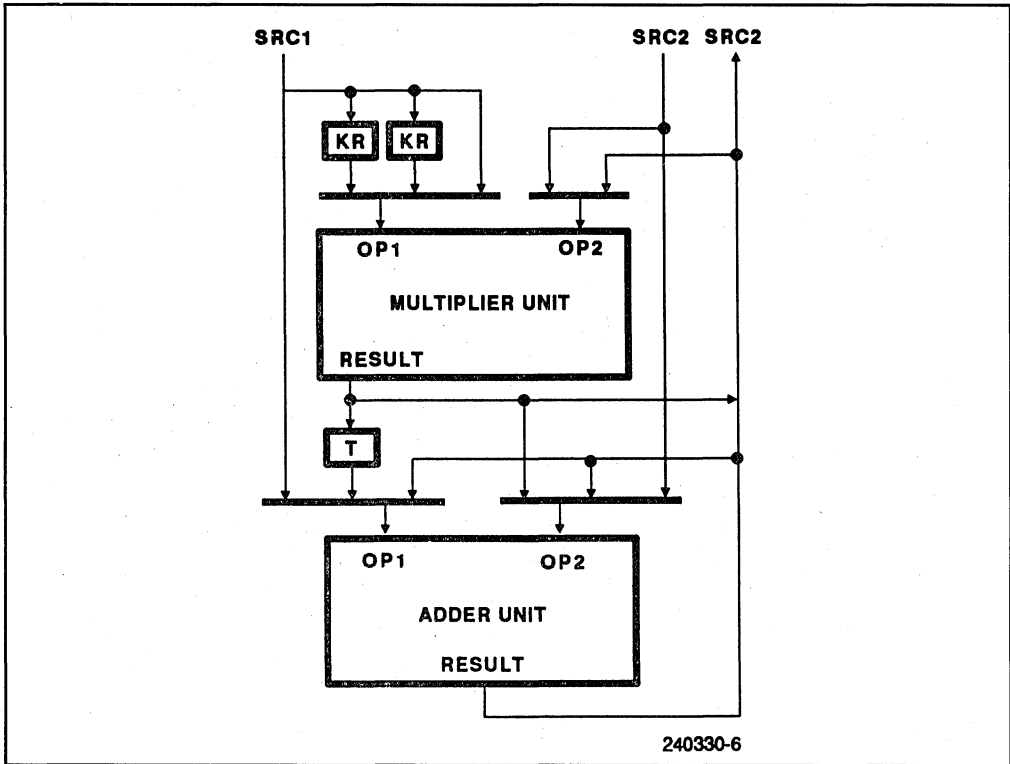 SRC1 SRC2 SRC2
KR KR
OP1 OP2
MULTIPLIER UNIT
RESULT
T
OP1 OP2
ADDER UNIT
RESULT
240330-6